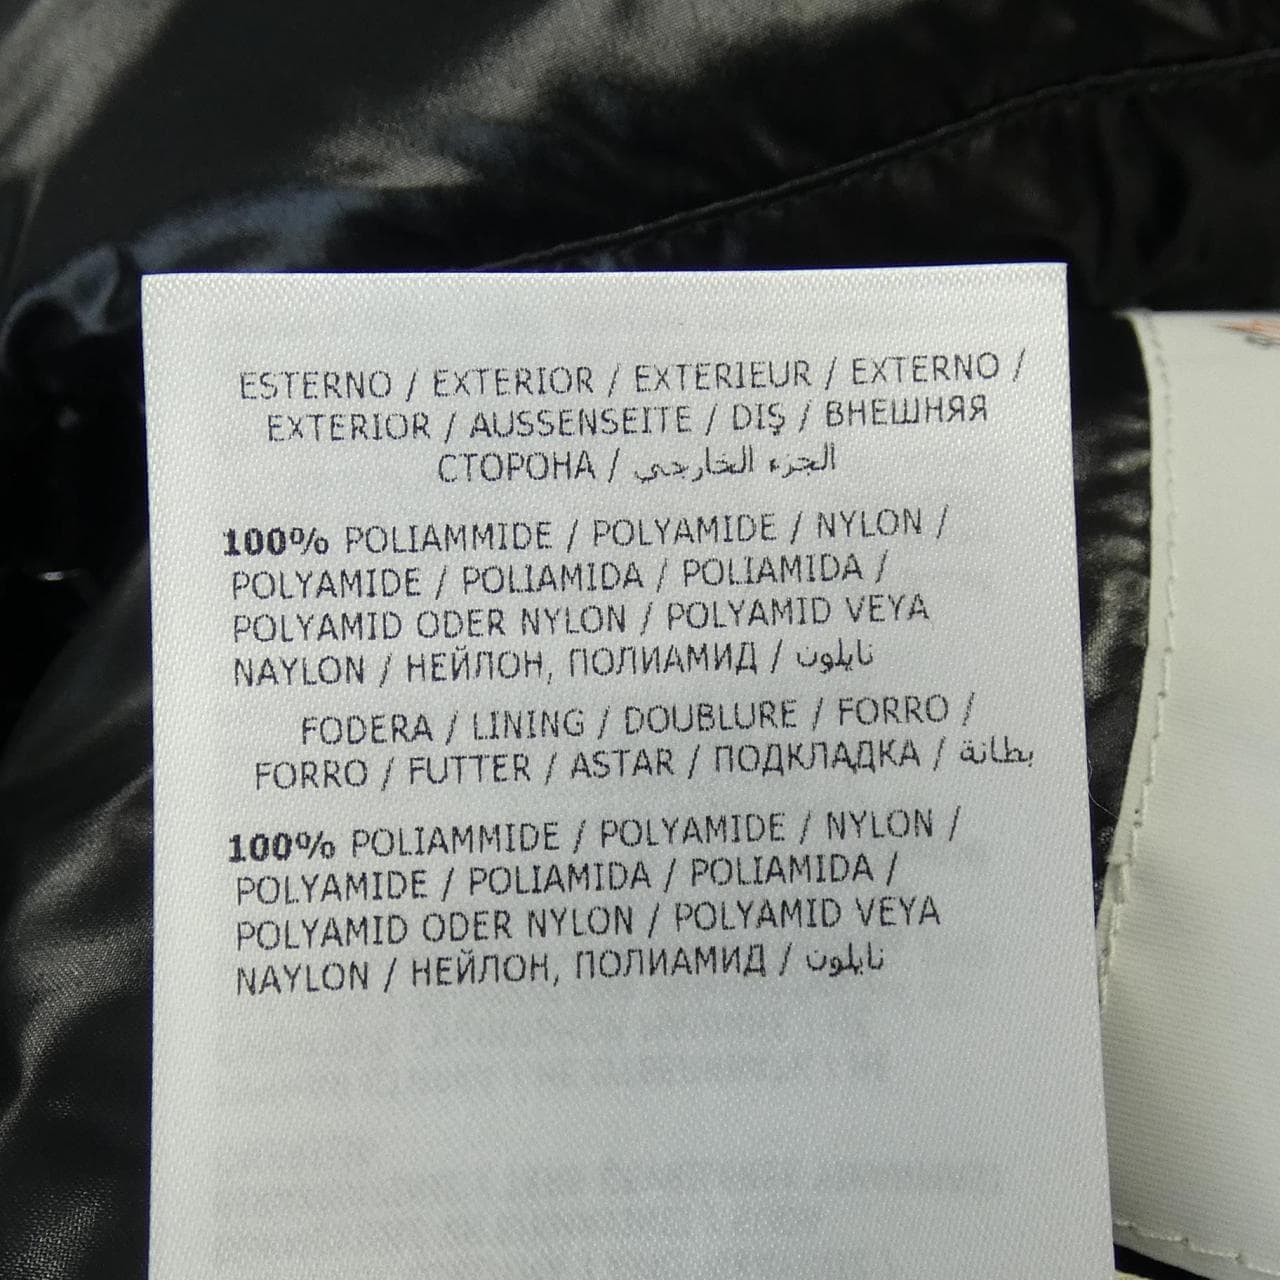 ESTERNO / EXTERIOR / EXTERIEUR / EXTERNO /
EXTERIOR / AUSSENSEITE / DIŞ / ВНЕШНЯЯ
СТОРОНА / الجزء الخارجي
100% POLIAMMIDE / POLYAMIDE / NYLON /
POLYAMIDE / POLIAMIDA / POLIAMIDA /
POLYAMID ODER NYLON / POLYAMID VEYA
NAYLON / НЕЙЛОН, ПОЛИАМИД / نايلون
FODERA / LINING / DOUBLURE / FORRO /
FORRO / FUTTER / ASTAR / ПОДКЛАДКА / بطانة
100% POLIAMMIDE / POLYAMIDE / NYLON /
POLYAMIDE / POLIAMIDA / POLIAMIDA /
POLYAMID ODER NYLON / POLYAMID VEYA
NAYLON / НЕЙЛОН, ПОЛИАМИД / نايلون